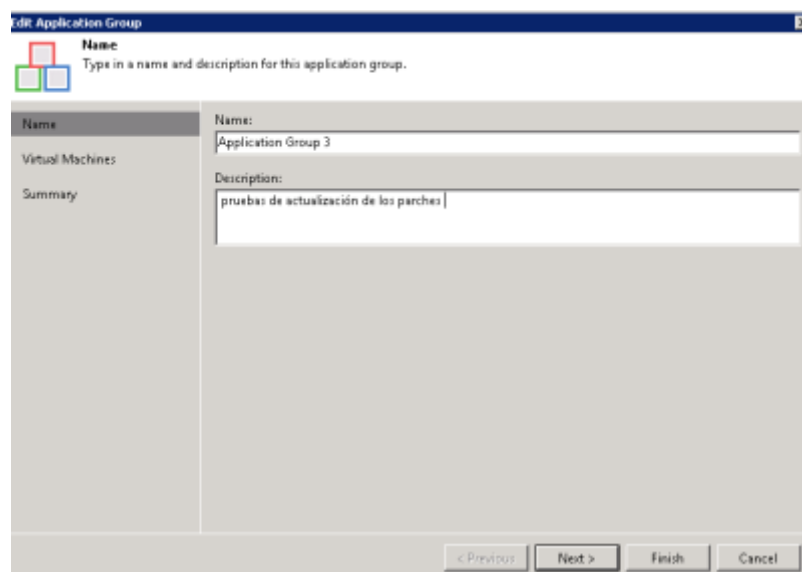 Edit Application Group
Name
Type in a name and description for this application group.
Name
Virtual Machines
Summary
Name:
Application Group 3
Description:
pruebas de actualización de los parches
< Previous
Next >
Finish
Cancel